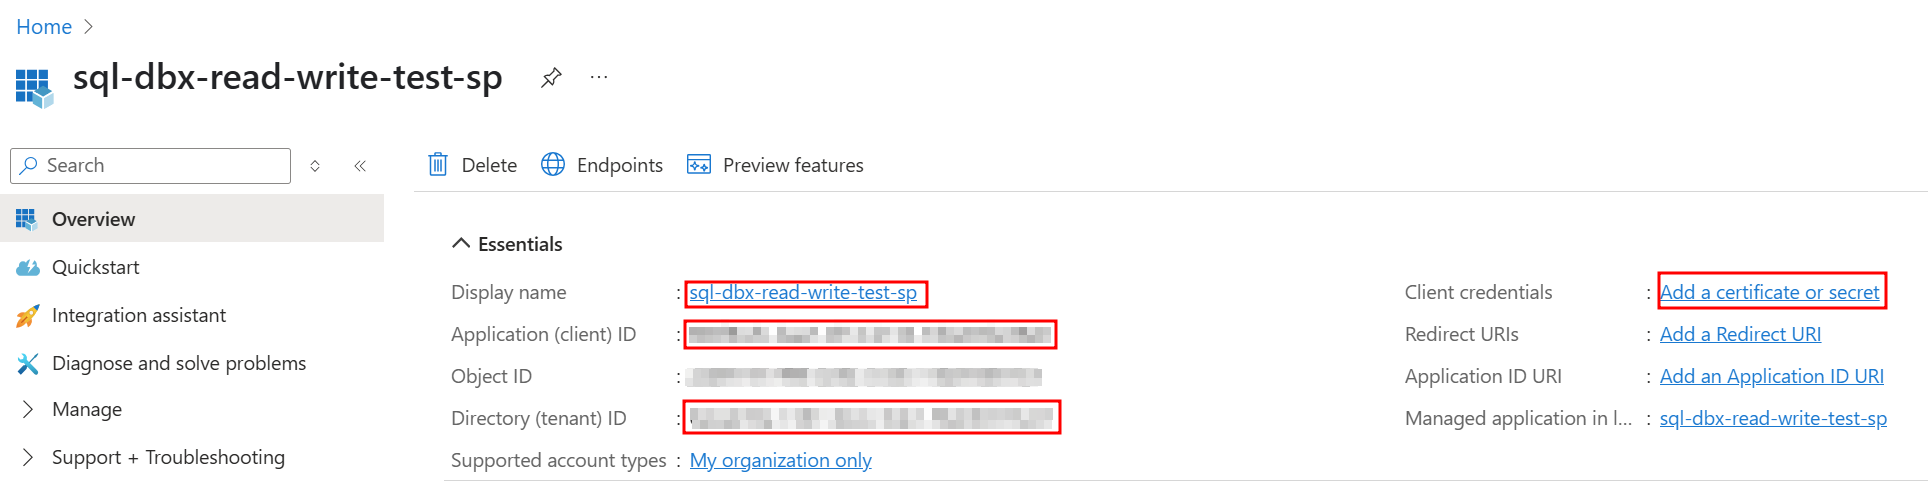 Home
sql-dbx-read-write-test-sp
Search
Delete Endpoints Preview features
Overview
Quickstart
Integration assistant
Diagnose and solve problems
Manage
Support + Troubleshooting
Essentials
Display name : sql-dbx-read-write-test-sp
Application (client) ID :
Object ID :
Directory (tenant) ID :
Supported account types : My organization only
Client credentials : Add a certificate or secret
Redirect URIs : Add a Redirect URI
Application ID URI : Add an Application ID URI
Managed application in l... : sql-dbx-read-write-test-sp